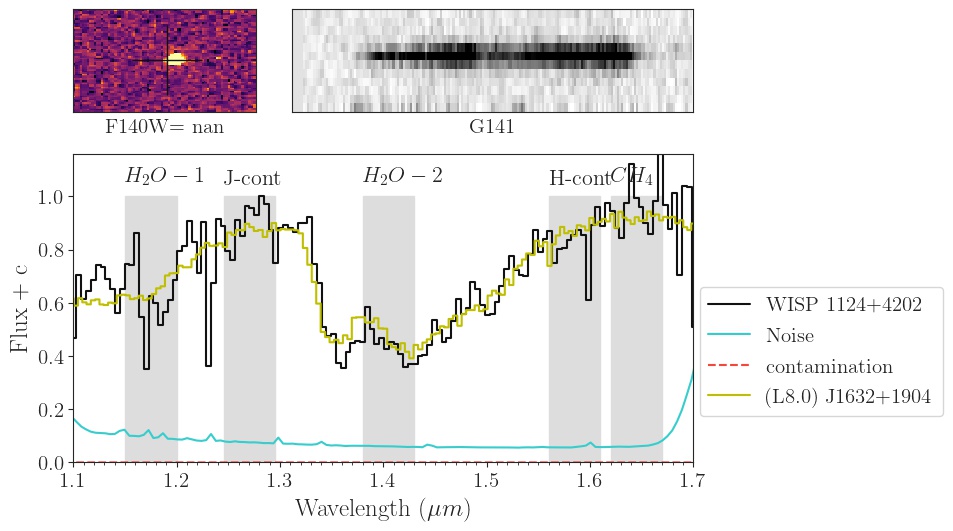 F140W= nan
G141
H₂O − 1
J-cont
H₂O − 2
H-cont
CH₄
1.0
0.8
0.6
0.4
0.2
0.0
Flux + c
1.1
1.2
1.3
1.4
1.5
1.6
1.7
Wavelength (μm)
WISP 1124+4202
Noise
contamination
(L8.0) J1632+1904